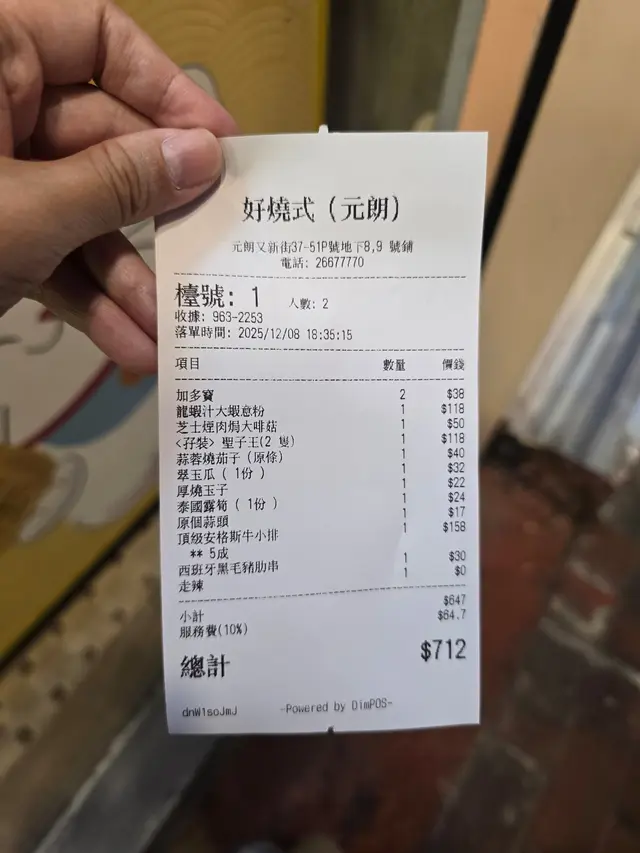 好燒式 (元朗)
元朗又新街37-51P號地下8,9 號鋪
電話: 26677770
檯號: 1 人數: 2
收據: 963-2253
落單時間: 2025/12/08 18:35:15
項目 數量 價錢
加多寶 2 $38
龍蝦汁大蝦意粉 1 $118
芝士煙肉焗大啡菇 1 $50
<孖裝> 聖子王(2 隻) 1 $118
蒜蓉燒茄子 (原條) 1 $40
翠玉瓜 ( 1份 ) 1 $32
厚燒玉子 1 $22
泰國露筍 ( 1份 ) 1 $24
原個蒜頭 1 $17
頂級安格斯牛小排 1 $158
** 5成
西班牙黑毛豬肋串 1 $30
走辣 1 $0
小計 $647
服務費(10%) $64.7
總計 $712
dnW1soJmJ -Powered by DimPOS-